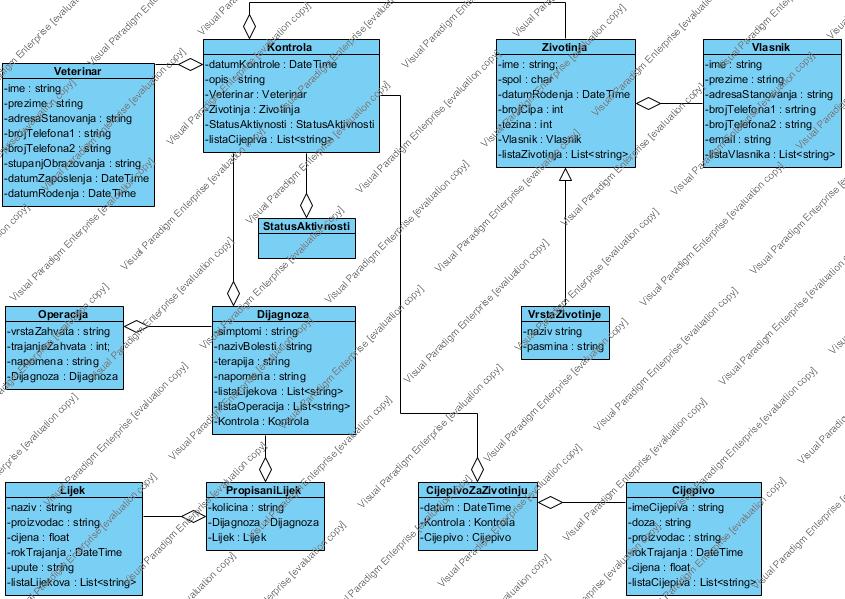 Kontrola
-datumKontrole : DateTime
-opis : string
-Veterinar : Veterinar
-Zivotinja : Zivotinja
-StatusAktivnosti : StatusAktivnosti
-listaCijepiva : List<string>
Zivotinja
-ime : string;
-spol : char
-datumRođenja : DateTime
-brojCipa : int
-tezina : int
-Vlasnik : Vlasnik
-listaZivotinja : List<string>
Vlasnik
-ime : string
-prezime : string
-adresaStanovanja : string
-brojTelefona1 : srtring
-brojTelefona2 : string
-email : string
-listaVlasnika : List<string>
Veterinar
-ime : string
-prezime : string
-adresaStanovanja : string
-brojTelefona1 : string
-brojTelefona2 : string
-stupanjObrazovanja : string
-datumZaposlenja : DateTime
-datumRođenja : DateTime
StatusAktivnosti
Operacija
-vrstaZahvata : string
-trajanjeZahvata : int;
-napomena : string
-Dijagnoza : Dijagnoza
Dijagnoza
-simptomi : string
-nazivBolesti : string
-terapija : string
-napomena : string
-listaLijekova : List<string>
-listaOperacija : List<string>
-Kontrola : Kontrola
VrstaZivotinje
-naziv string
-pasmina : string
Lijek
-naziv : string
-proizvodac : string
-cijena : float
-rokTrajanja : DateTime
-upute : string
-listaLijekova : List<string>
PropisaniLijek
-kolicina : string
-Dijagnoza : Dijagnoza
-Lijek : Lijek
CijepivoZaZivotinju
-datum : DateTime
-Kontrola : Kontrola
-Cijepivo : Cijepivo
Cijepivo
-imeCijepiva : string
-doza : string
-proizvodac : string
-rokTrajanja : DateTime
-cijena : float
-listaCijepiva : List<string>
Visual Paradigm Enterprise [evaluation copy]